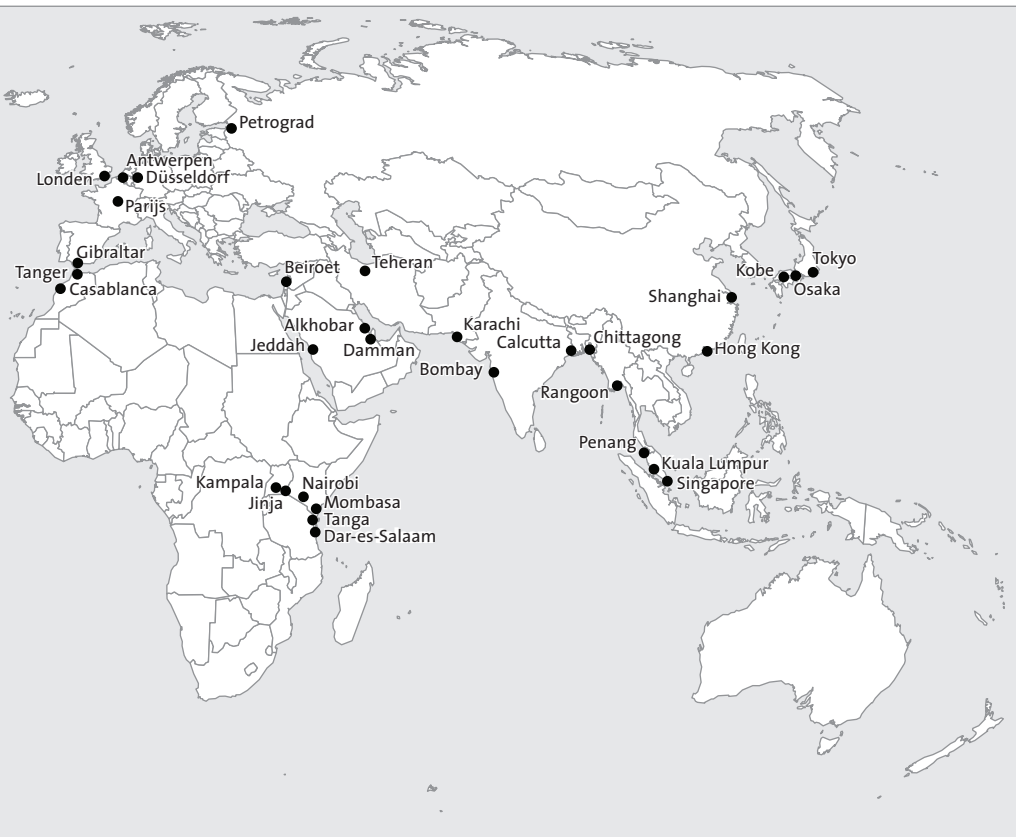 Petrograd
Antwerpen
Londen
Düsseldorf
Parijs
Gibraltar
Tanger
Casablanca
Beiroet
Teheran
Tokyo
Kobe
Osaka
Shanghai
Alkhobar
Karachi
Jeddah
Damman
Calcutta
Chittagong
Hong Kong
Bombay
Rangoon
Penang
Kuala Lumpur
Singapore
Kampala
Nairobi
Jinja
Mombasa
Tanga
Dar-es-Salaam